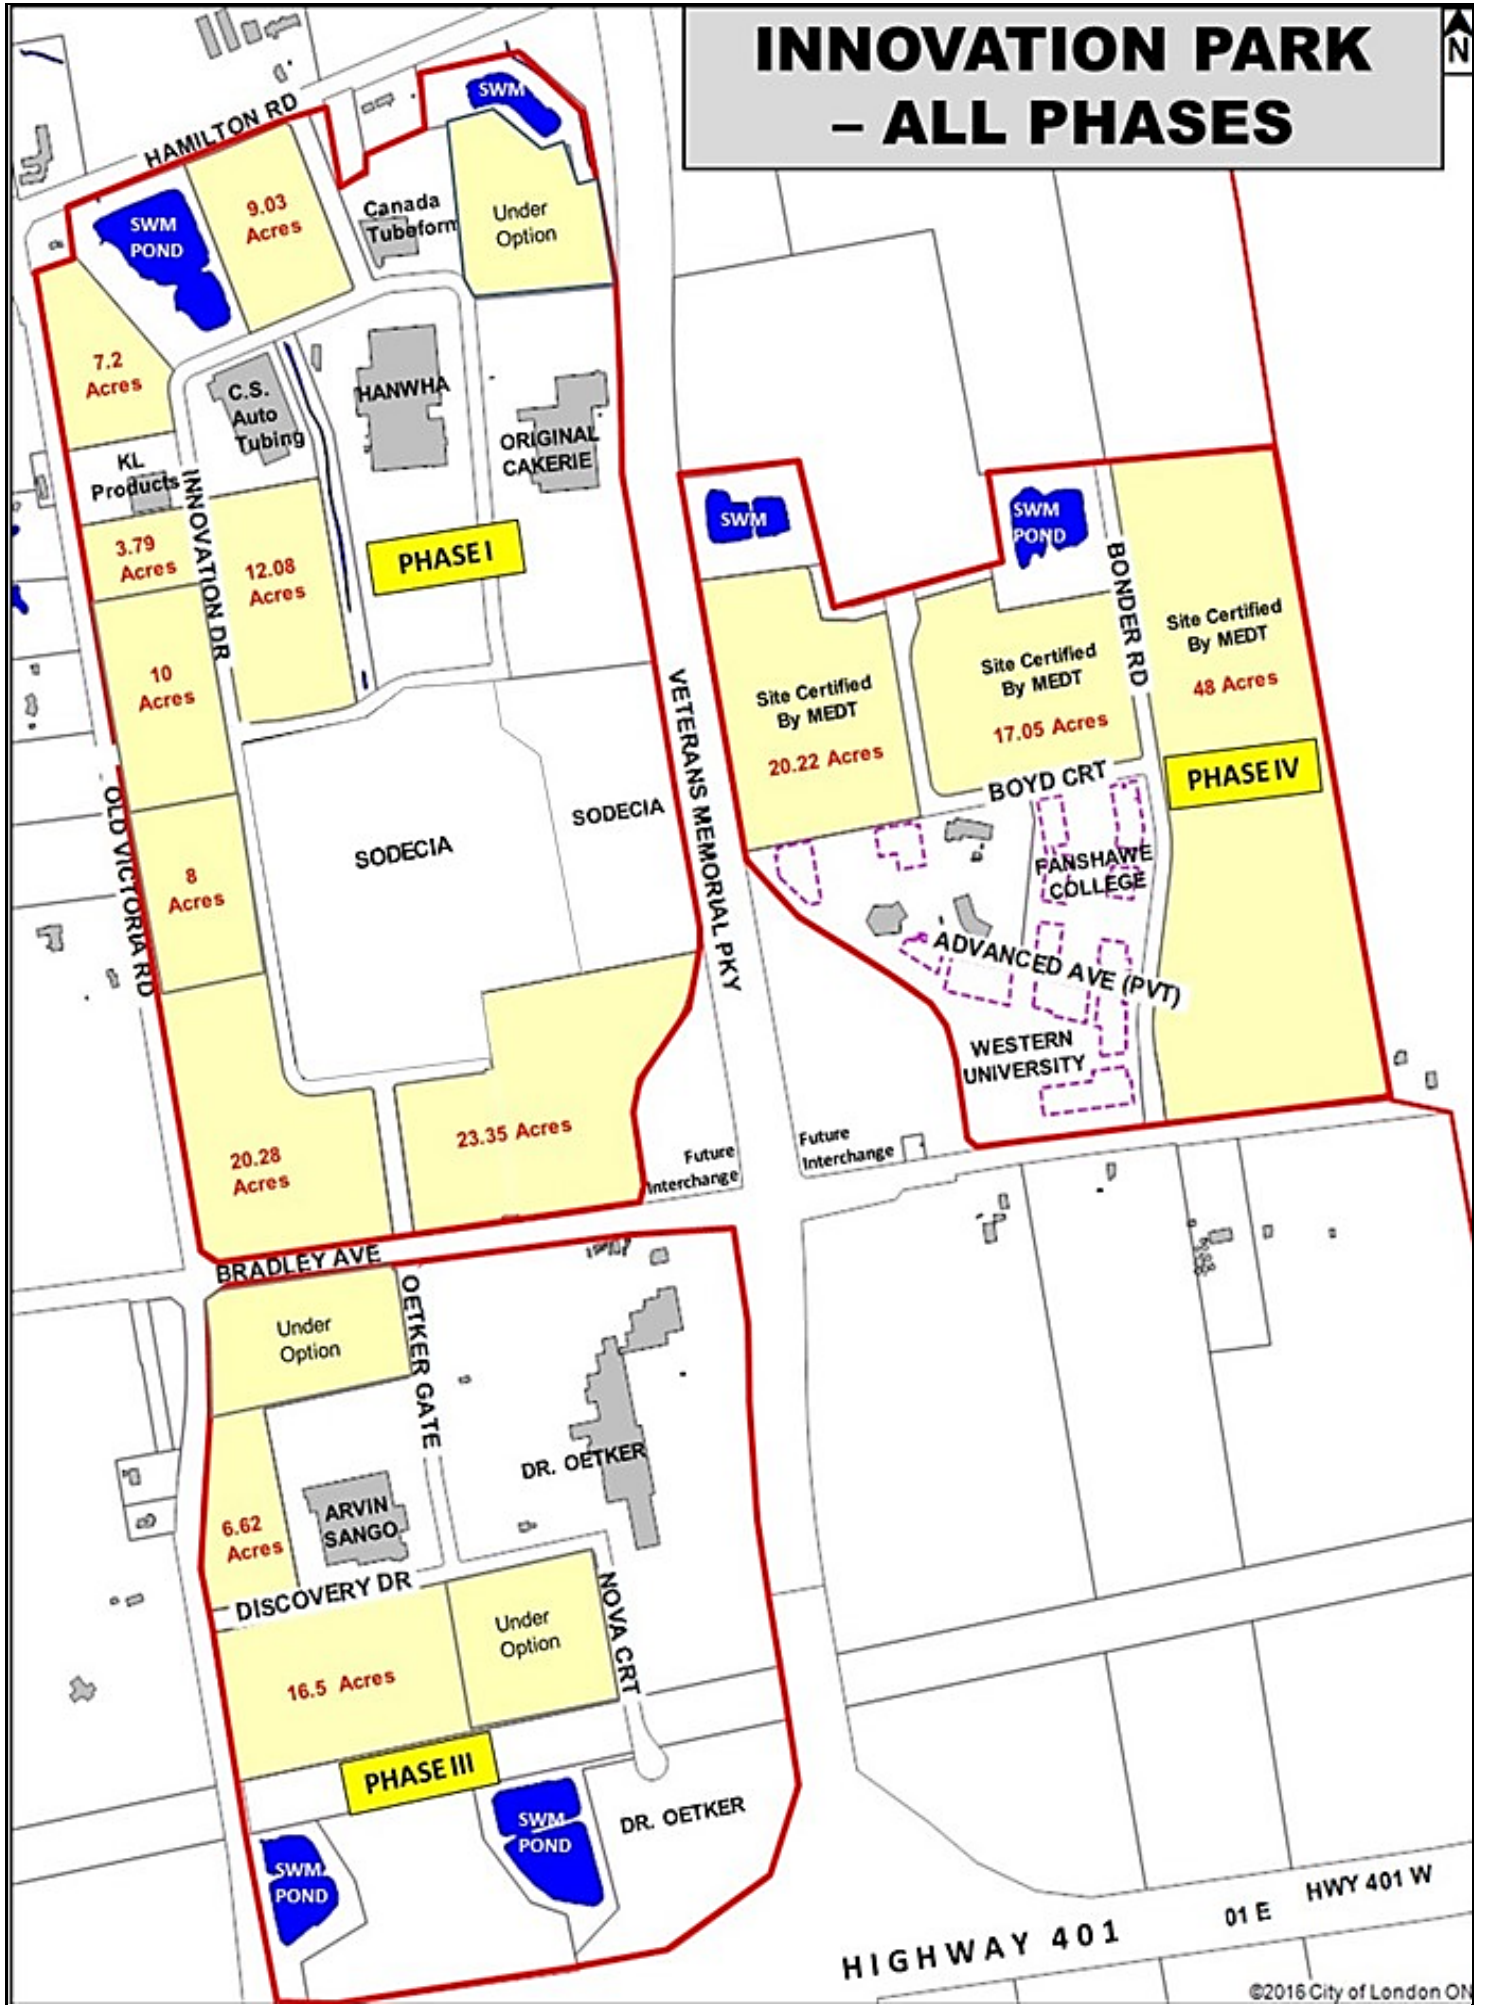 INNOVATION PARK
– ALL PHASES
N
HAMILTON RD
SWM
SWM
POND
9.03
Acres
Canada
Tubeform
Under
Option
7.2
Acres
C.S.
Auto
Tubing
HANWHA
ORIGINAL
CAKERIE
KL
Products
INNOVATION DR
3.79
Acres
12.08
Acres
PHASE I
10
Acres
8
Acres
OLD VICTORIA RD
SODECIA
SODECIA
VETERANS MEMORIAL PKY
20.28
Acres
23.35 Acres
Future
Interchange
Future
Interchange
SWM
SWM
POND
BONDER RD
Site Certified
By MEDT
20.22 Acres
Site Certified
By MEDT
17.05 Acres
Site Certified
By MEDT
48 Acres
PHASE IV
BOYD CRT
FANSHAWE
COLLEGE
ADVANCED AVE (PVT)
WESTERN
UNIVERSITY
BRADLEY AVE
Under
Option
OETKER GATE
DR. OETKER
ARVIN
SANGO
6.62
Acres
DISCOVERY DR
NOVA CRT
Under
Option
16.5 Acres
PHASE III
SWM
POND
DR. OETKER
SWM
POND
HIGHWAY 401
01 E
HWY 401 W
©2016 City of London ON